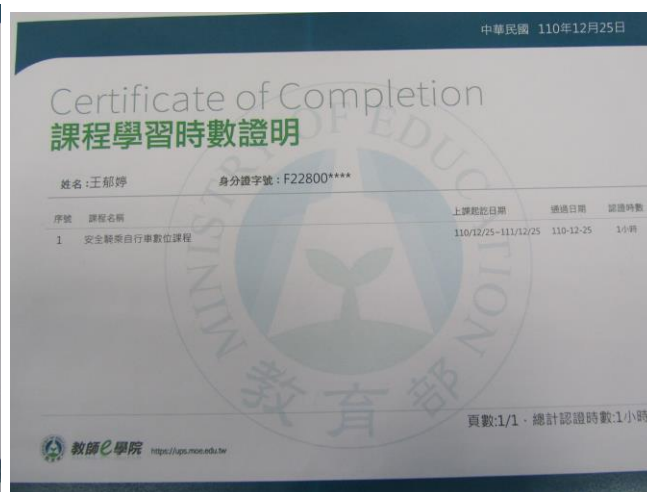 中華民國 110年12月25日
Certificate of Completion
課程學習時數證明
姓名:王郁婷 身分證字號:F22800****
序號 課程名稱 上課起訖日期 通過日期 認證時數
1 安全騎乘自行車數位課程 110/12/25~111/12/25 110-12-25 1小時
MINISTRY OF EDUCATION
教育部
頁數:1/1 · 總計認證時數:1小時
教師e學院 https://ups.moe.edu.tw